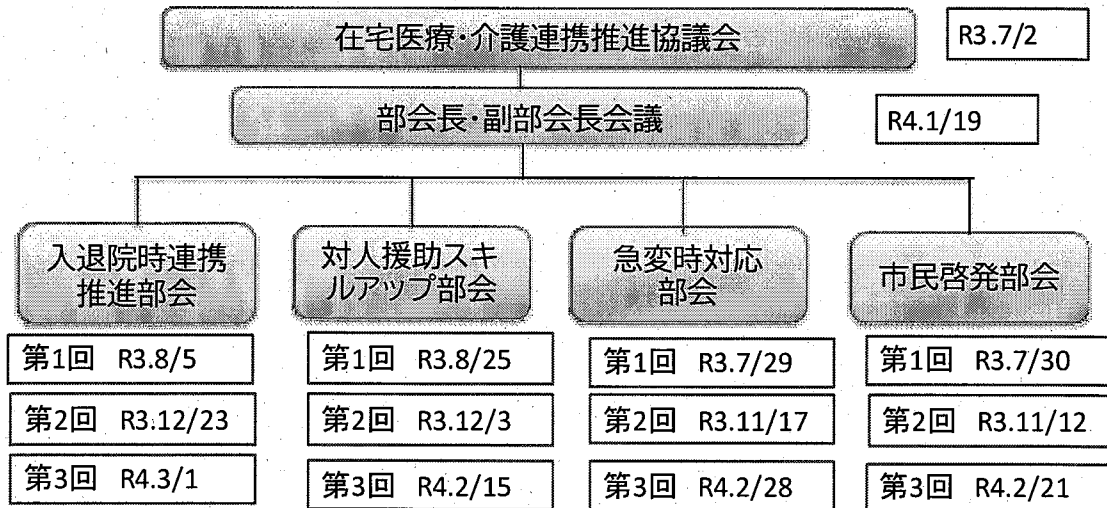 在宅医療・介護連携推進協議会
R3.7/2
部会長・副部会長会議
R4.1/19
入退院時連携
推進部会
対人援助スキ
ルアップ部会
急変時対応
部会
市民啓発部会
第1回 R3.8/5
第1回 R3.8/25
第1回 R3.7/29
第1回 R3.7/30
第2回 R3.12/23
第2回 R3.12/3
第2回 R3.11/17
第2回 R3.11/12
第3回 R4.3/1
第3回 R4.2/15
第3回 R4.2/28
第3回 R4.2/21